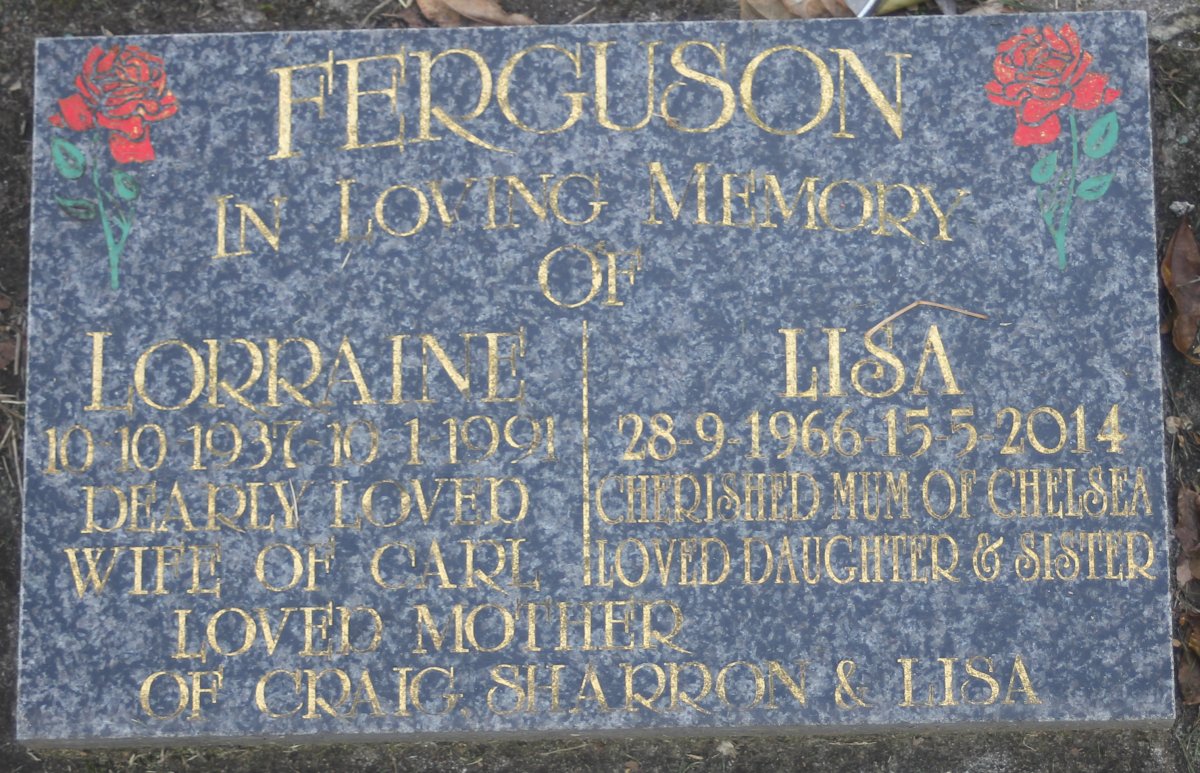 FERGUSON
IN LOVING MEMORY
OF
LORRAINE
10-10-1937-10-1-1991
DEARLY LOVED
WIFE OF CARL
LISA
28-9-1966-15-5-2014
CHERISHED MUM OF CHELSEA
LOVED DAUGHTER & SISTER
LOVED MOTHER
OF CRAIG, SHARRON & LISA